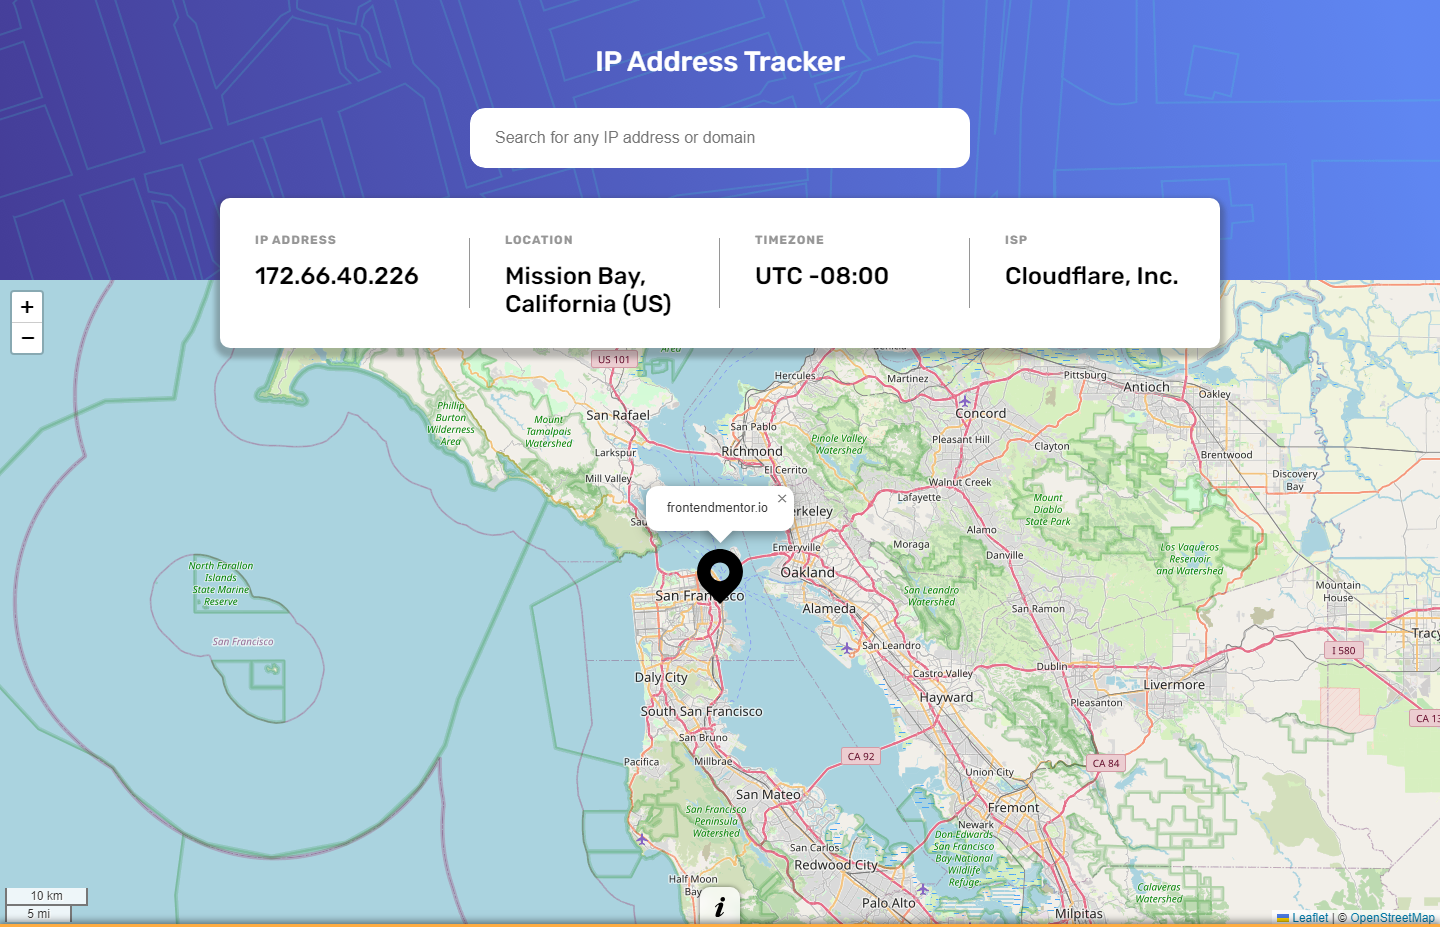 IP Address Tracker
Search for any IP address or domain
IP ADDRESS
172.66.40.226
LOCATION
Mission Bay,
California (US)
TIMEZONE
UTC -08:00
ISP
Cloudflare, Inc.
+
−
US 101
Area
Hercules
Martinez
Pittsburg
Antioch
Oakley
Phillip
Burton
Wilderness
Area
Mount
Tamalpais
Watershed
San Rafael
San Pablo
Concord
Pinole Valley
Watershed
Pleasant Hill
Clayton
Larkspur
Richmond
Brentwood
El Cerrito
Discovery
Bay
Mill Valley
Walnut Creek
Lafayette
Mount
Diablo
State Park
×
frontendmentor.io
Alamo
Emeryville
Moraga
Danville
Los Vaqueros
Reservoir
and Watershed
North Farallon
Islands
State Marine
Reserve
Oakland
Mountain
House
San Leandro
Watershed
Alameda
San Ramon
San Francisco
Tracy
San Leandro
I 580
Dublin
Castro Valley
Daly City
Livermore
Hayward
Pleasanton
South San Francisco
San Bruno
CA 92
Pacifica
Millbrae
CA 84
Union City
San Mateo
Fremont
San Francisco
Peninsula
Watershed
Newark
Don Edwards
San Francisco
Bay National
Wildlife
Refuge
San Carlos
Redwood City
Half Moon
Bay
Calaveras
Watershed
Palo Alto
Milpitas
10 km
5 mi
i
Leaflet | © OpenStreetMap